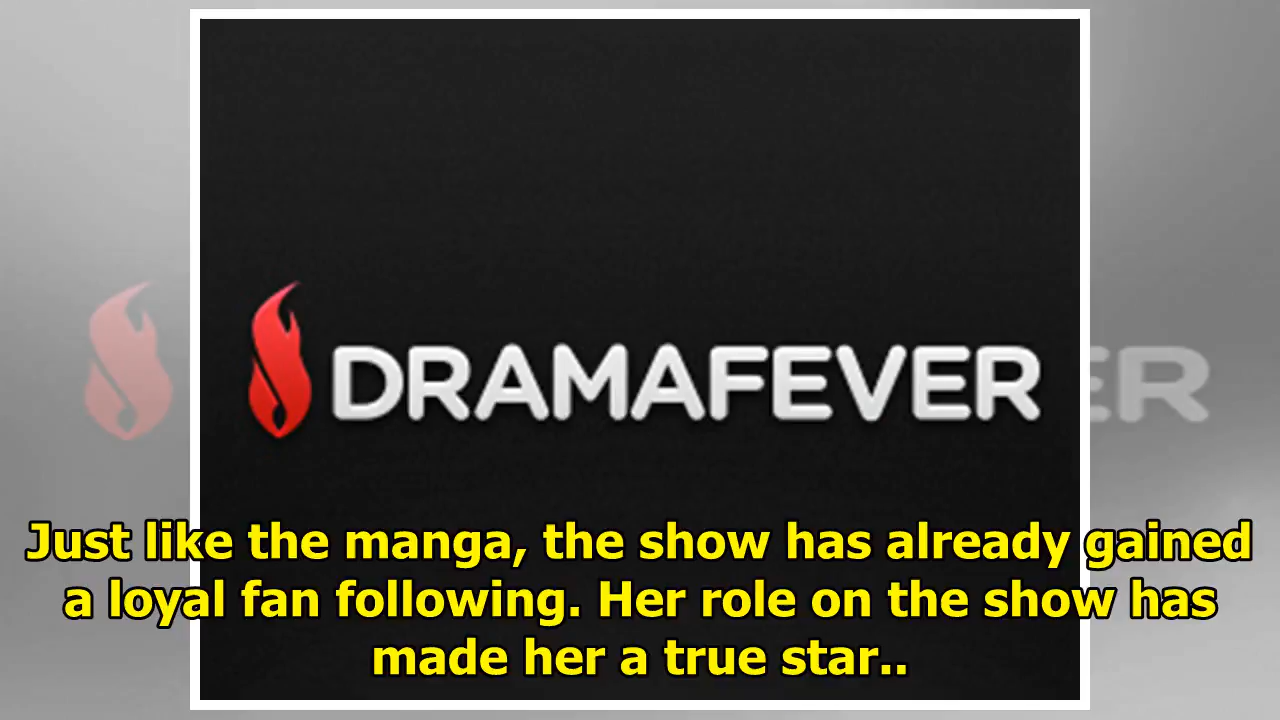 DRAMAFEVER
ER
Just like the manga, the show has already gained
a loyal fan following. Her role on the show has
made her a true star..